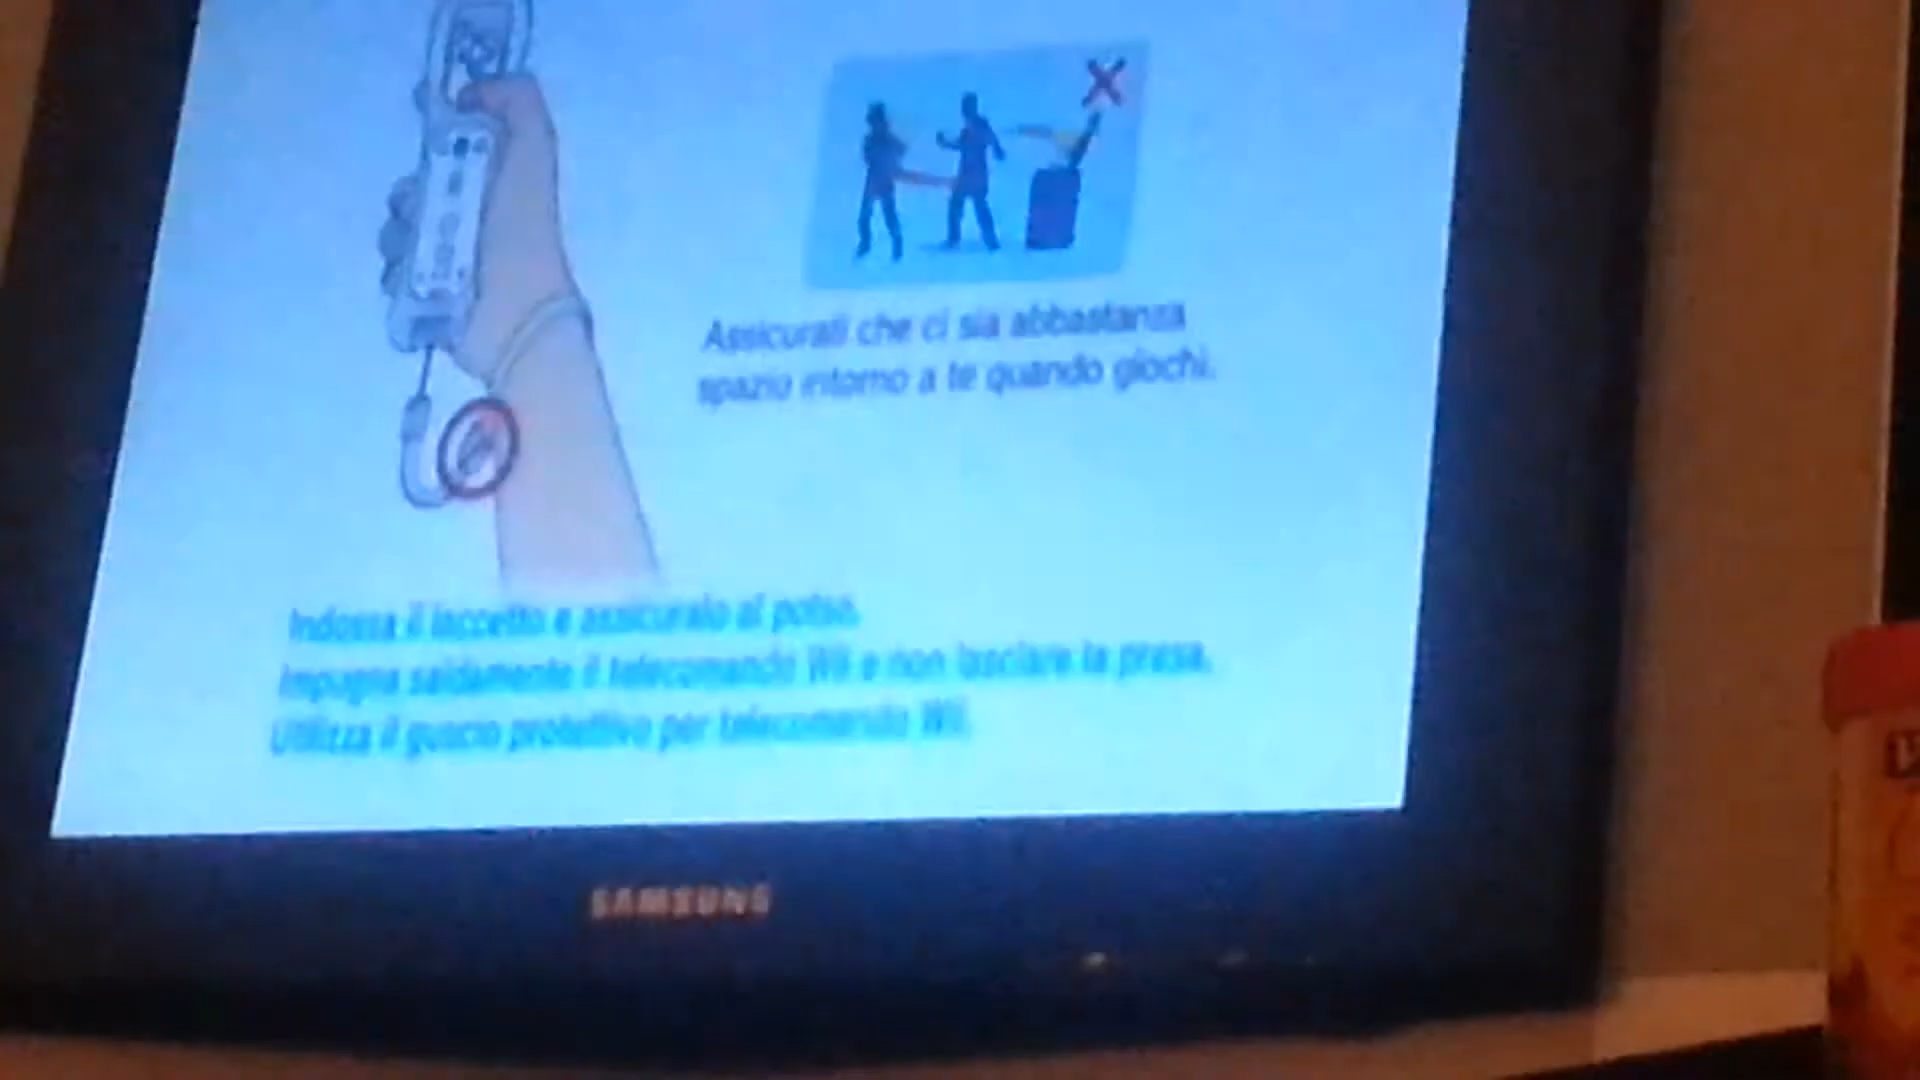 Assicurati che ci sia abbastanza
spazio intorno a te quando giochi.
Indossa il laccetto e assicuralo al polso.
Impugna saldamente il telecomando Wii e non lasciare la presa.
Utilizza il guscio protettivo per telecomando Wii.
SAMSUNG